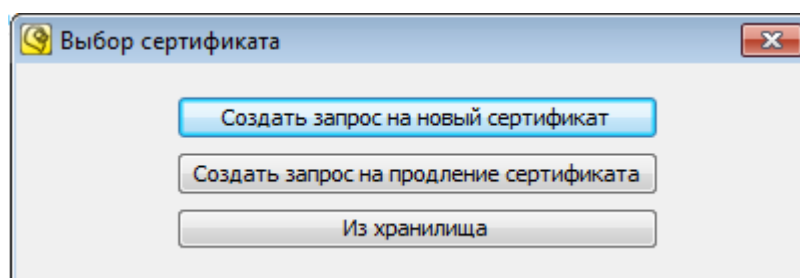 Выбор сертификата
Создать запрос на новый сертификат
Создать запрос на продление сертификата
Из хранилища